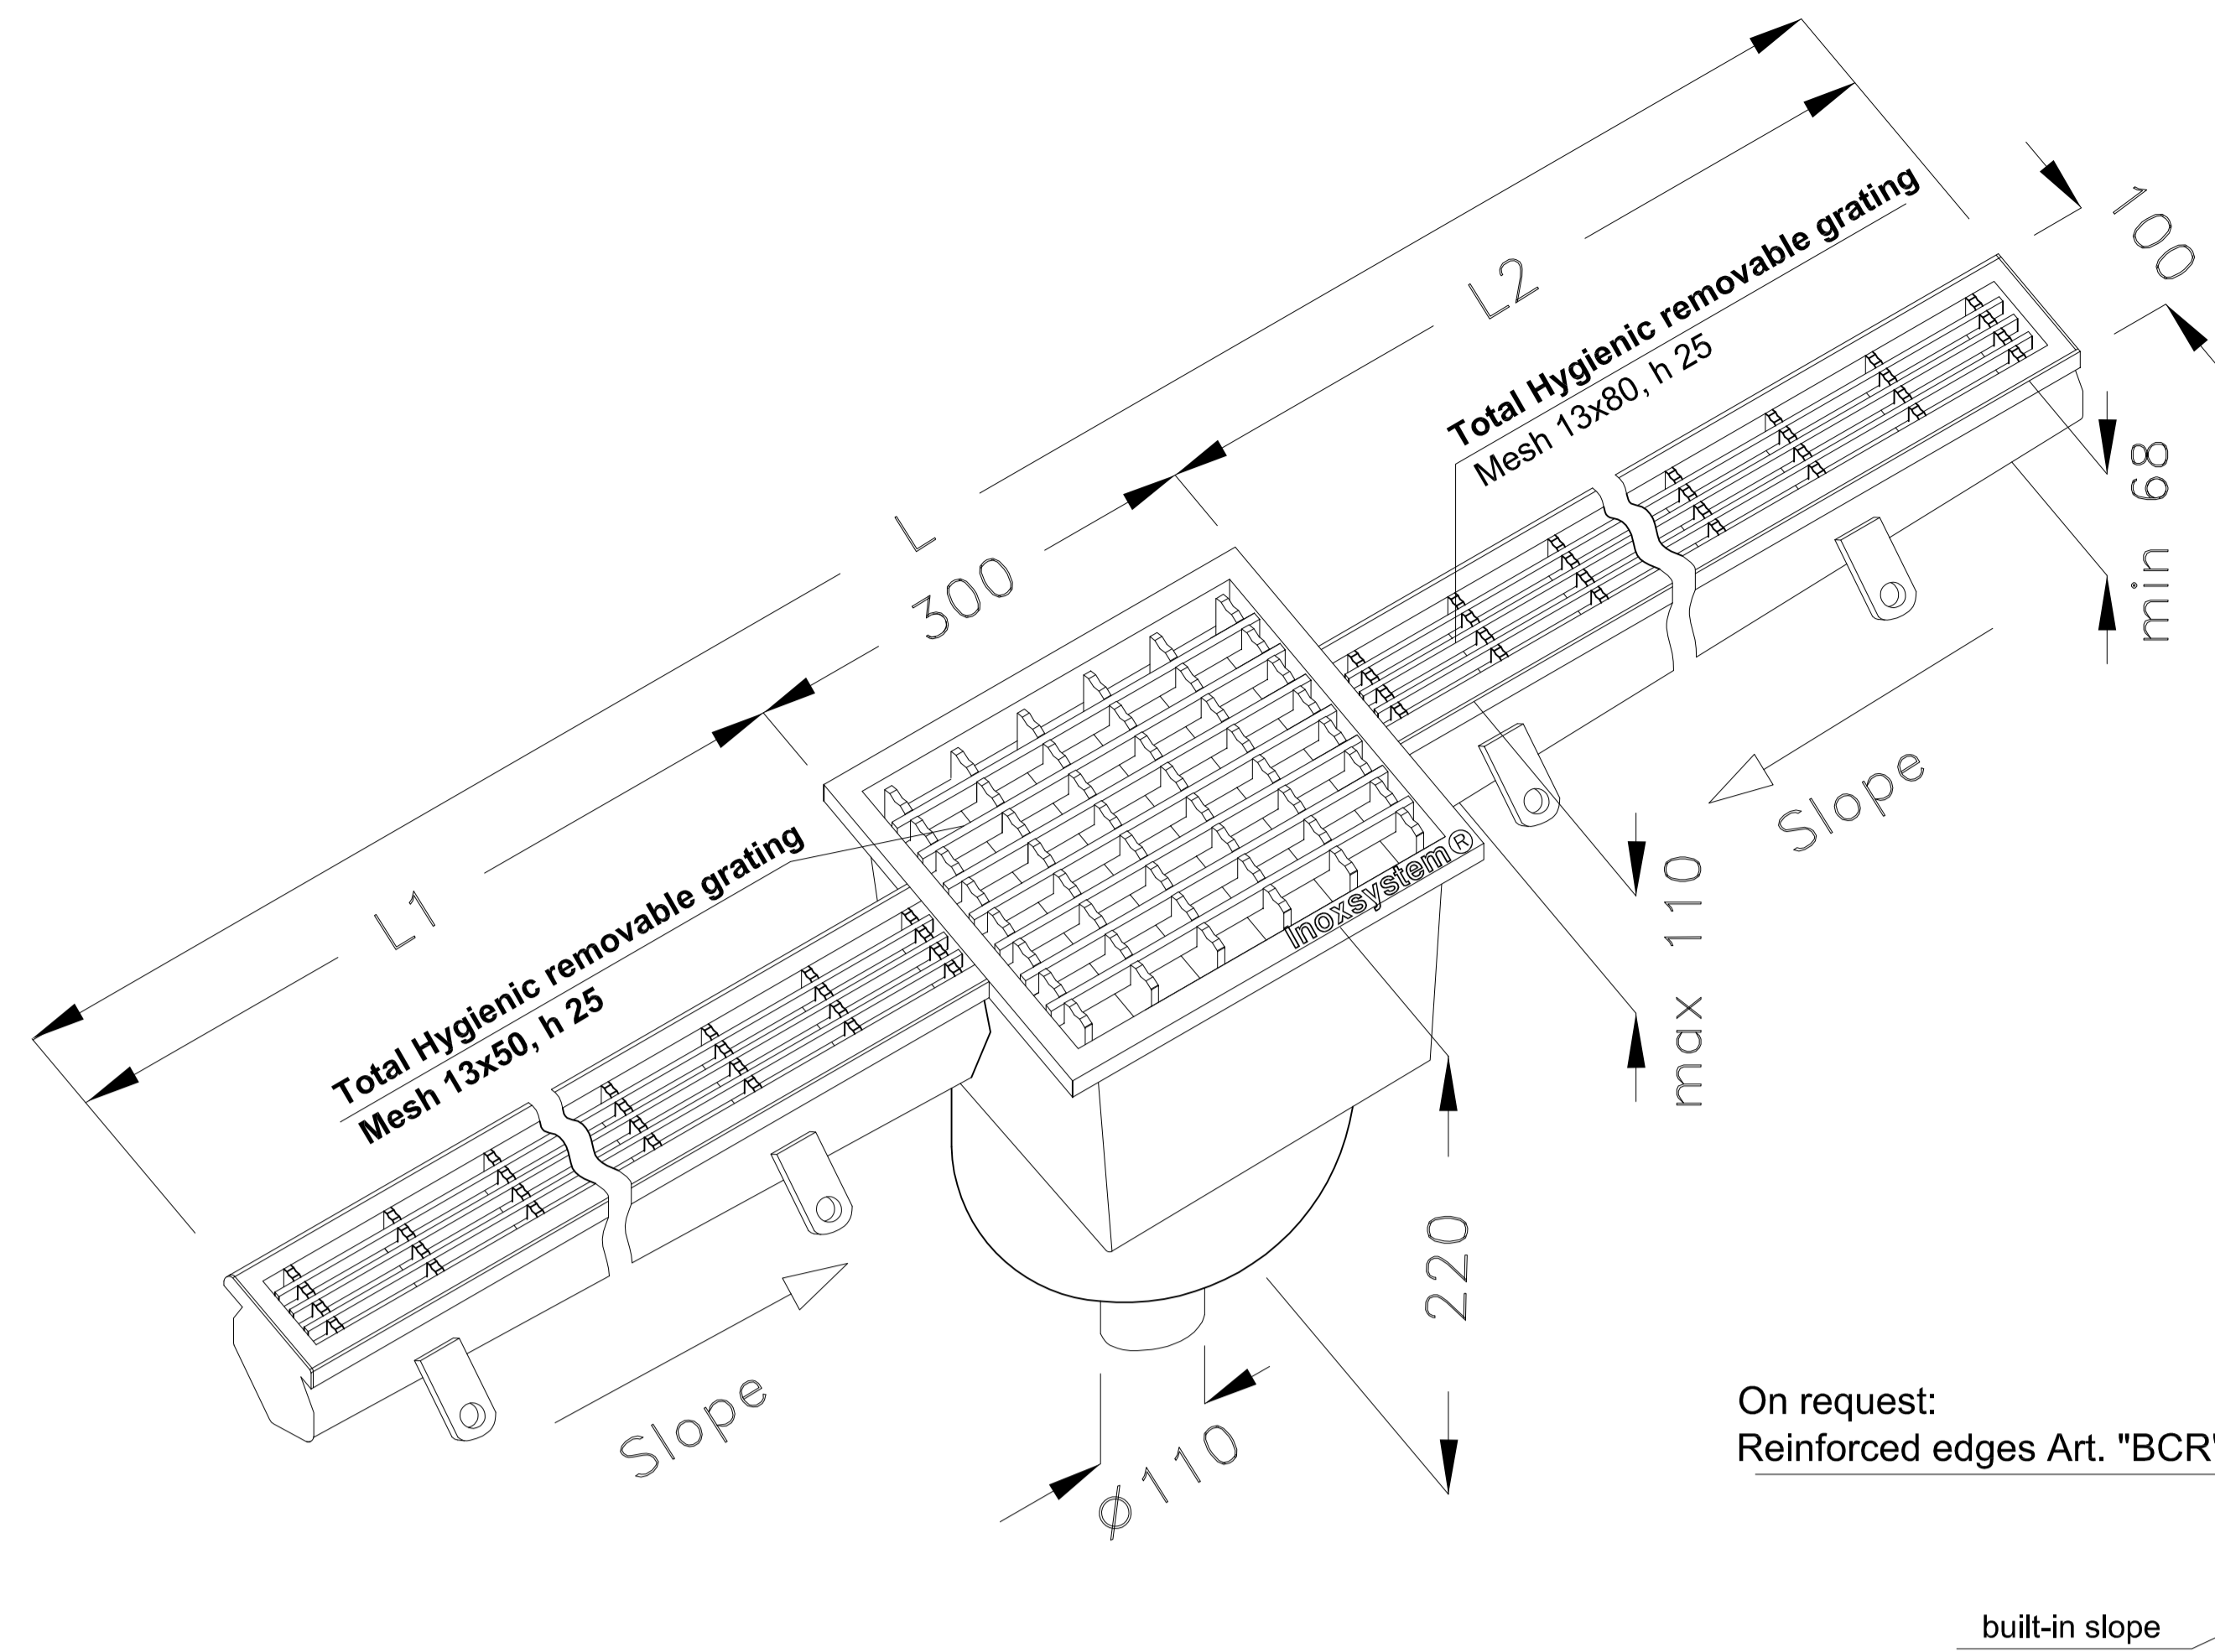 L2
100
Total Hygienic removable grating
Mesh 13x80, h 25
min 68
L
300
Slope
L1
Total Hygienic removable grating
Mesh 13x50, h 25
Inoxsystem®
max 110
220
Slope
ø110
On request:
Reinforced edges Art. "BCR"
built-in slope